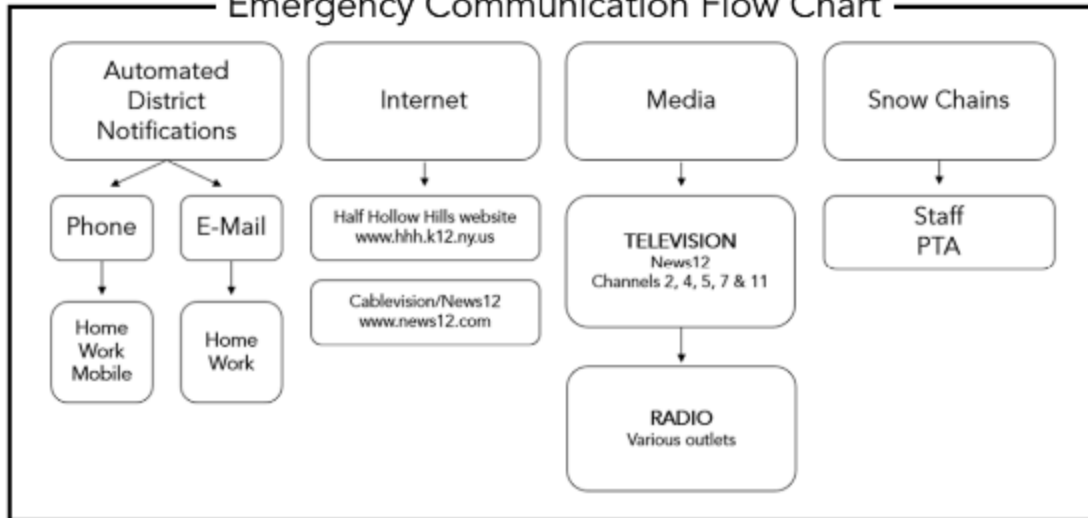 Emergency Communication Flow Chart
Automated
District
Notifications
Internet
Media
Snow Chains
Phone
E-Mail
Half Hollow Hills website
www.hhh.k12.ny.us
TELEVISION
News12
Channels 2, 4, 5, 7 & 11
Staff
PTA
Cablevision/News12
www.news12.com
Home
Work
Mobile
Home
Work
RADIO
Various outlets